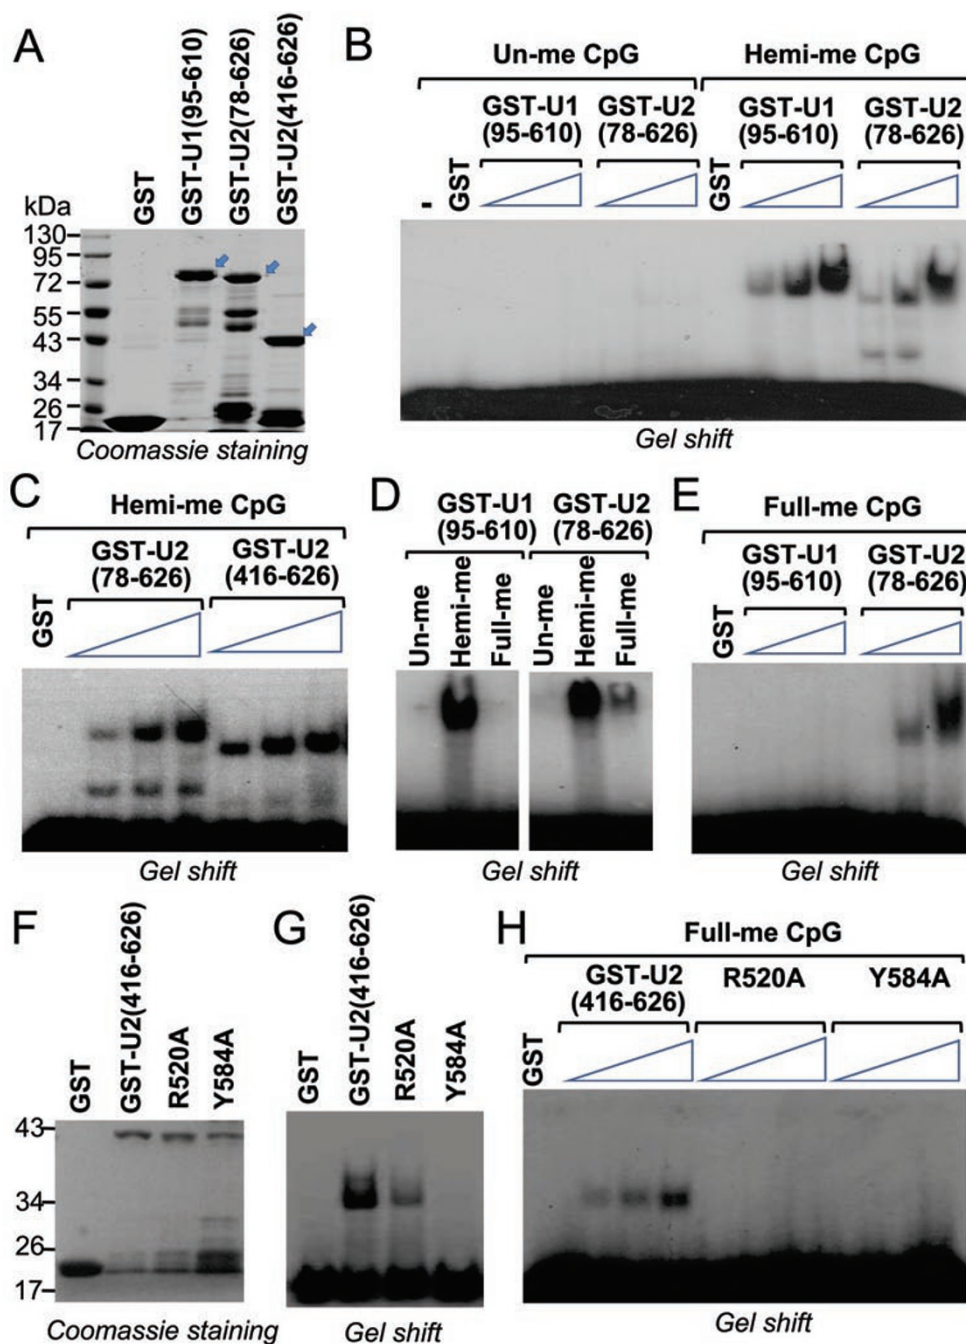 A
GST
GST-U1(95-610)
GST-U2(78-626)
GST-U2(416-626)
kDa
130
95
72
55
43
34
26
17
Coomassie staining
B
Un-me CpG
Hemi-me CpG
GST-U1
(95-610)
GST-U2
(78-626)
GST-U1
(95-610)
GST-U2
(78-626)
-
GST
GST
Gel shift
C
Hemi-me CpG
GST-U2
(78-626)
GST-U2
(416-626)
GST
Gel shift
D
GST-U1
(95-610)
GST-U2
(78-626)
Un-me
Hemi-me
Full-me
Un-me
Hemi-me
Full-me
Gel shift
E
Full-me CpG
GST-U1
(95-610)
GST-U2
(78-626)
GST
Gel shift
F
GST
GST-U2(416-626)
R520A
Y584A
43
34
26
17
Coomassie staining
G
GST
GST-U2(416-626)
R520A
Y584A
Gel shift
H
Full-me CpG
GST-U2
(416-626)
R520A
Y584A
GST
Gel shift